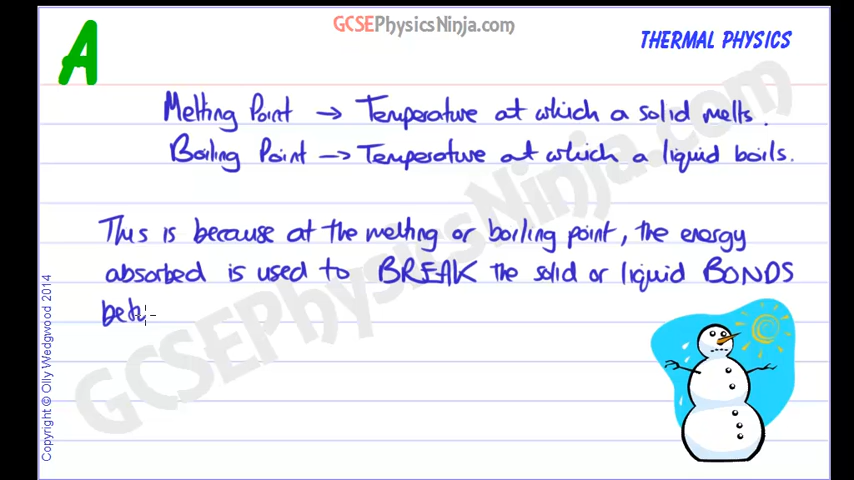 GCSEPhysicsNinja.com
THERMAL PHYSICS
A
Melting Point → Temperature at which a solid melts.
Boiling Point → Temperature at which a liquid boils.
This is because at the melting or boiling point, the energy
absorbed is used to BREAK the solid or liquid BONDS
GCSEPhysicsNinja.com
Copyright © Olly Wedgwood 2014